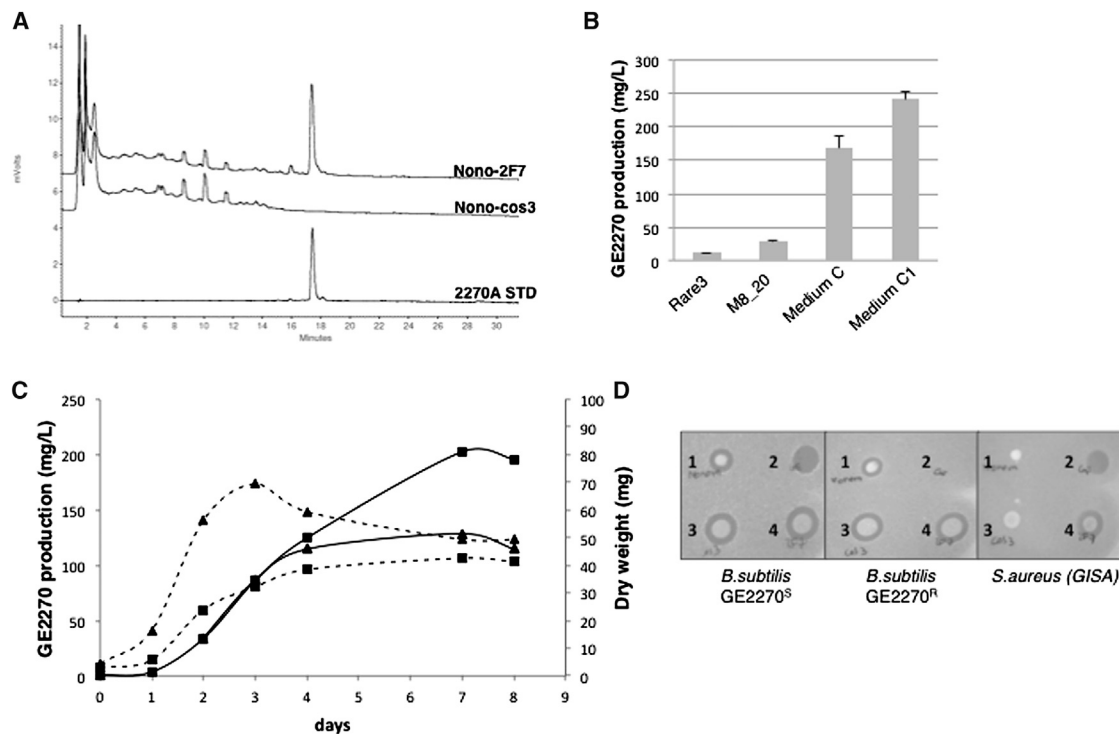 A
14
12
10
8
6
4
2
0
mVolts
Nono-2F7
Nono-cos3
2270A STD
2 4 6 8 10 12 14 16 18 20 22 24 26 28 30
Minutes
B
GE2270 production (mg/L)
300
250
200
150
100
50
0
Rare3
M8_20
Medium C
Medium C1
C
GE2270 production (mg/L)
250
200
150
100
50
0
0 1 2 3 4 5 6 7 8 9
days
100
90
80
70
60
50
40
30
20
10
0
Dry weight (mg)
D
1 2
3 4
1 2
3 4
1 2
3 4
Cos3
B.subtilis
GE2270S
B.subtilis
GE2270R
S.aureus (GISA)